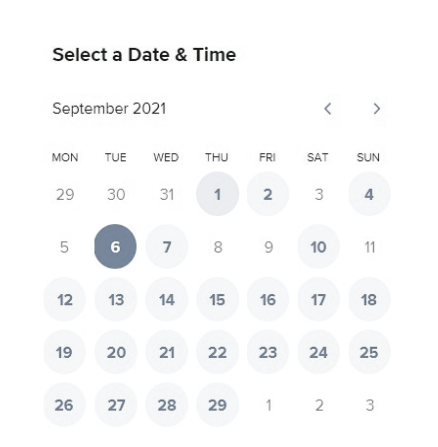 Select a Date & Time
September 2021
MON TUE WED THU FRI SAT SUN
29 30 31 1 2 3 4
5 6 7 8 9 10 11
12 13 14 15 16 17 18
19 20 21 22 23 24 25
26 27 28 29 1 2 3